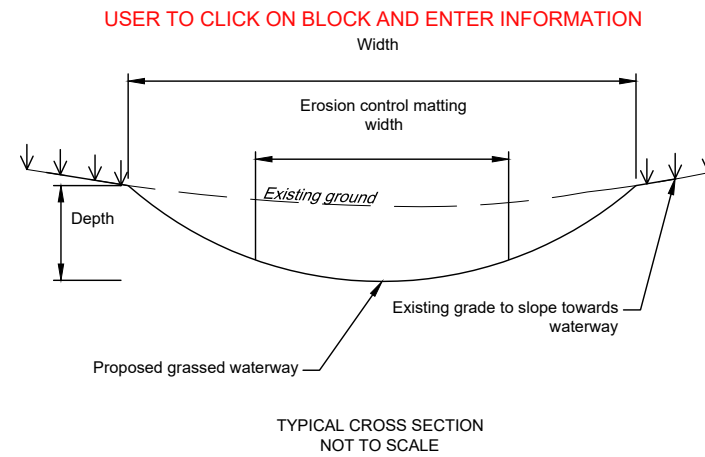 USER TO CLICK ON BLOCK AND ENTER INFORMATION
Width
Erosion control matting
width
Existing ground
Depth
Existing grade to slope towards
waterway
Proposed grassed waterway
TYPICAL CROSS SECTION
NOT TO SCALE